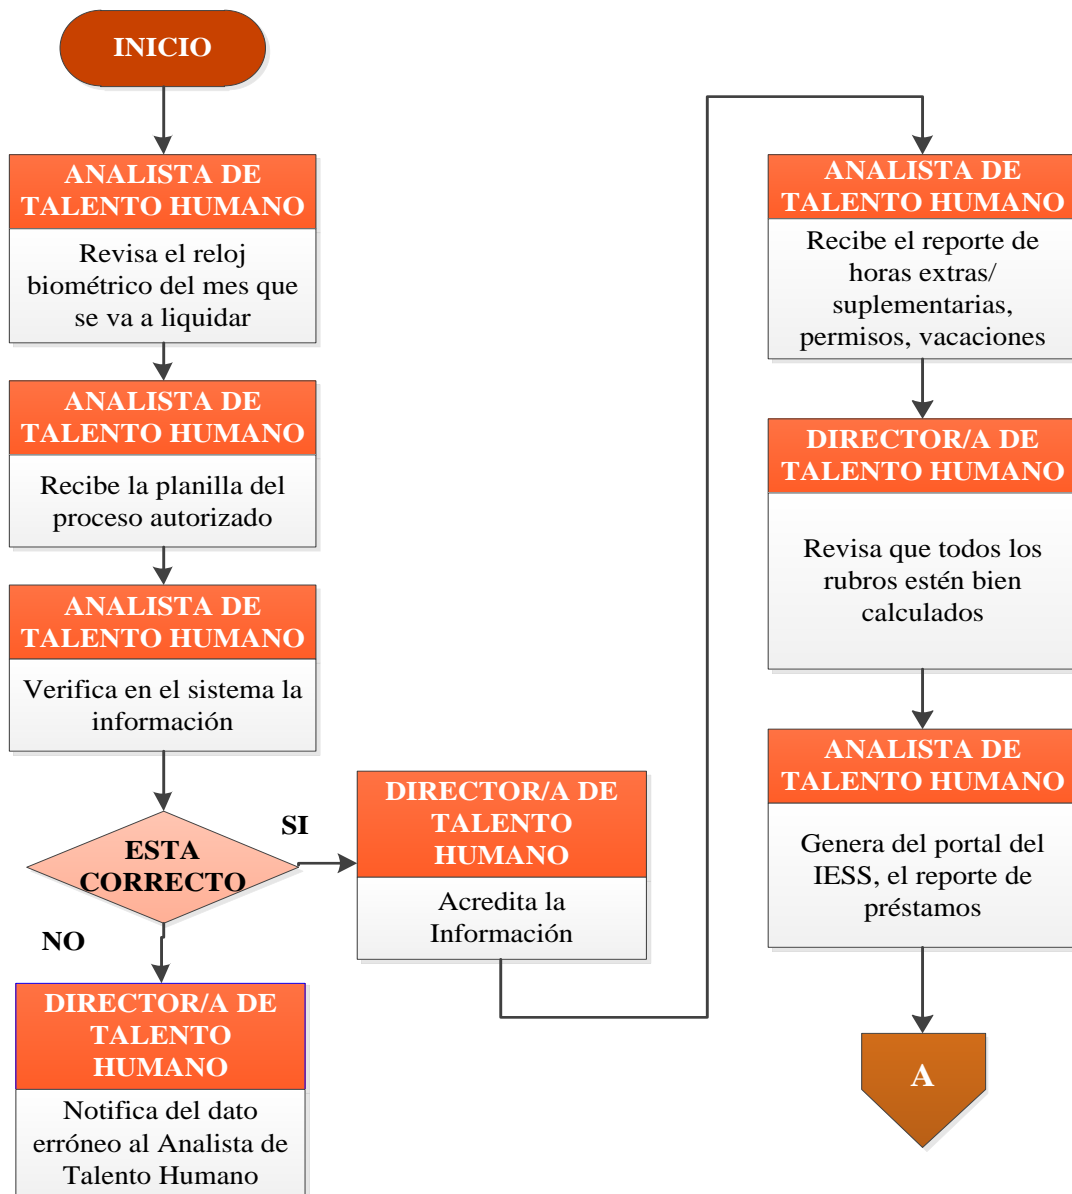 INICIO
ANALISTA DE
TALENTO HUMANO
Revisa el reloj
biométrico del mes que
se va a liquidar
ANALISTA DE
TALENTO HUMANO
Recibe la planilla del
proceso autorizado
ANALISTA DE
TALENTO HUMANO
Verifica en el sistema la
información
ESTA
CORRECTO
SI
NO
DIRECTOR/A DE
TALENTO
HUMANO
Notifica del dato
erróneo al Analista de
Talento Humano
DIRECTOR/A DE
TALENTO
HUMANO
Acredita la
Información
ANALISTA DE
TALENTO HUMANO
Recibe el reporte de
horas extras/
suplementarias,
permisos, vacaciones
DIRECTOR/A DE
TALENTO HUMANO
Revisa que todos los
rubros estén bien
calculados
ANALISTA DE
TALENTO HUMANO
Genera del portal del
IESS, el reporte de
préstamos
A